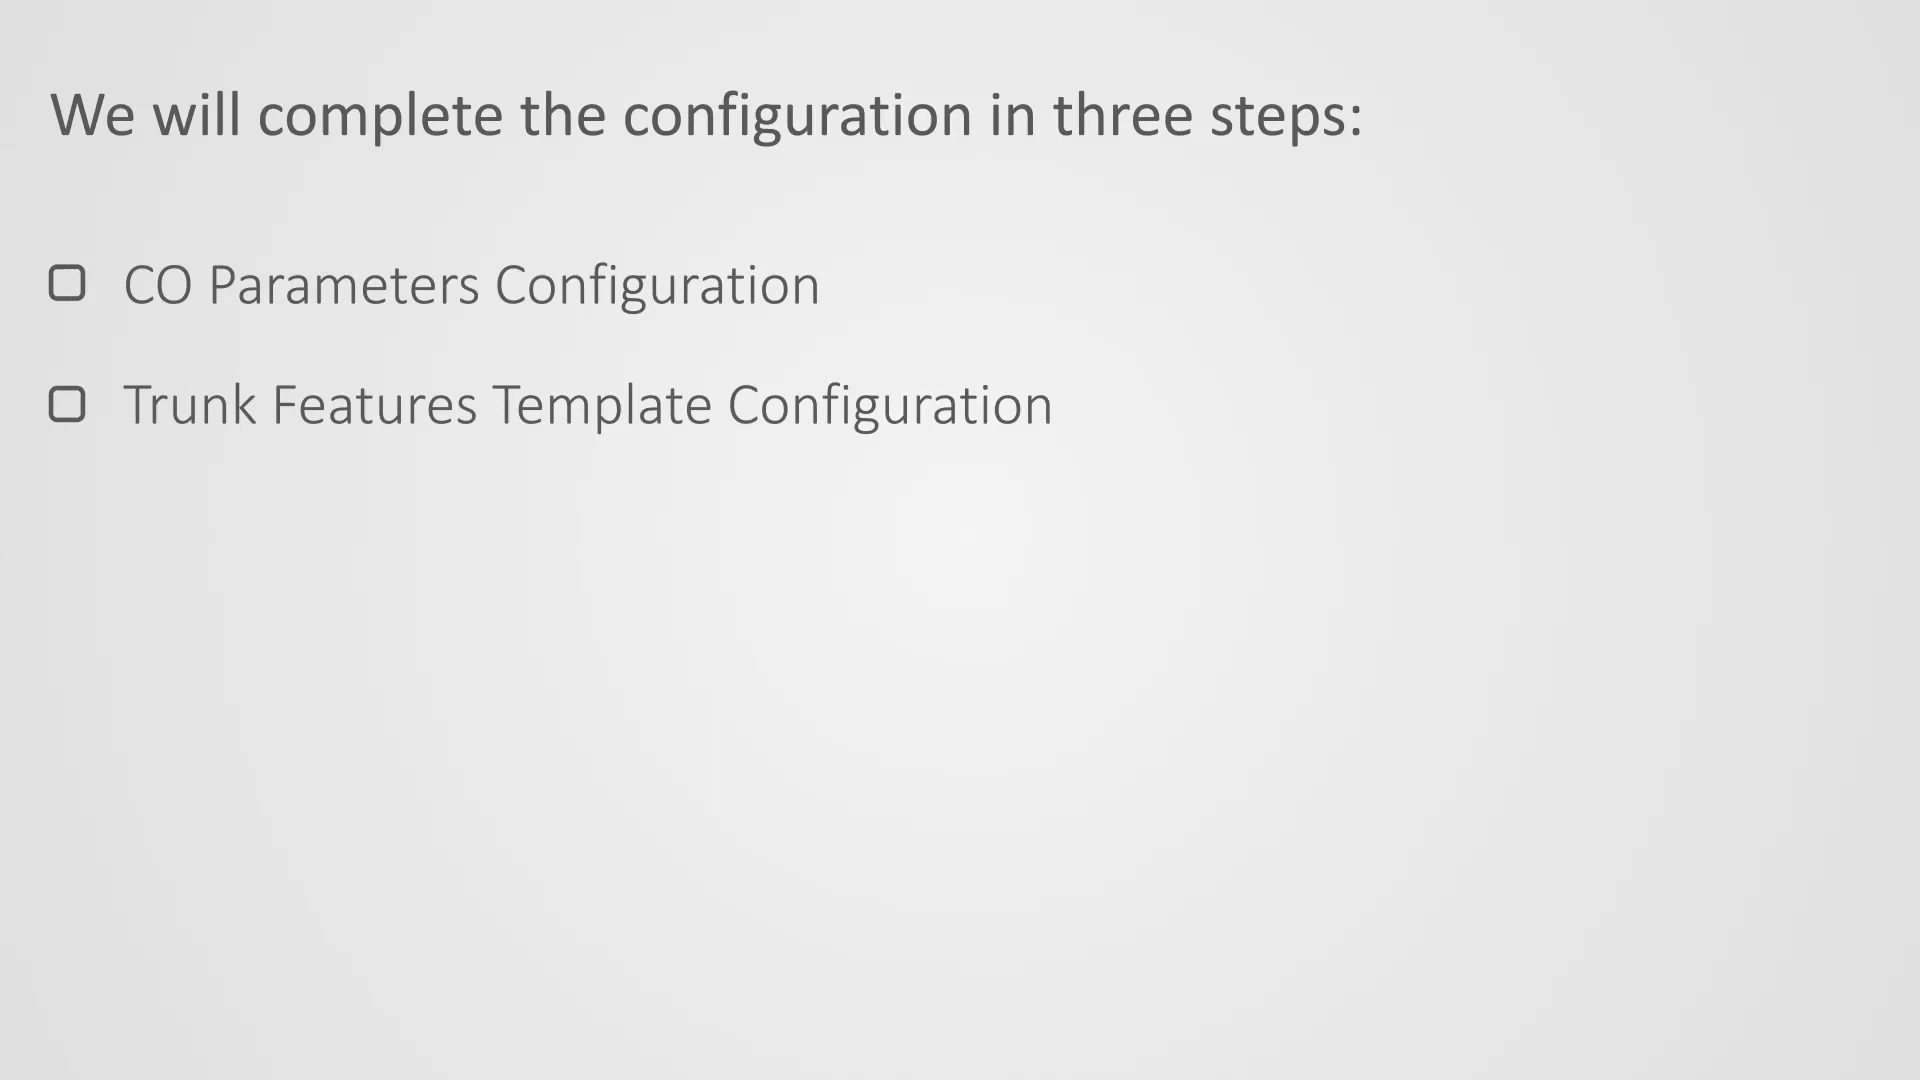 We will complete the configuration in three steps:
CO Parameters Configuration
Trunk Features Template Configuration